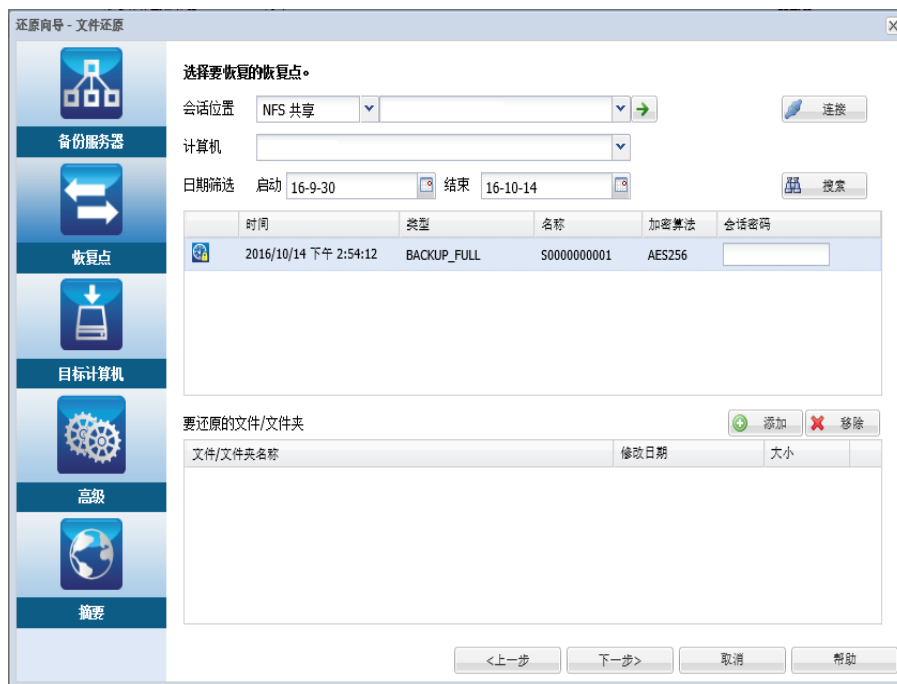 还原向导 - 文件还原
备份服务器
恢复点
目标计算机
高级
摘要
选择要恢复的恢复点。
会话位置 NFS 共享 连接
计算机
日期筛选 启动 16-9-30 结束 16-10-14 搜索
时间 类型 名称 加密算法 会话密码
2016/10/14 下午 2:54:12 BACKUP_FULL S0000000001 AES256
要还原的文件/文件夹 添加 移除
文件/文件夹名称 修改日期 大小
<上一步 下一步> 取消 帮助